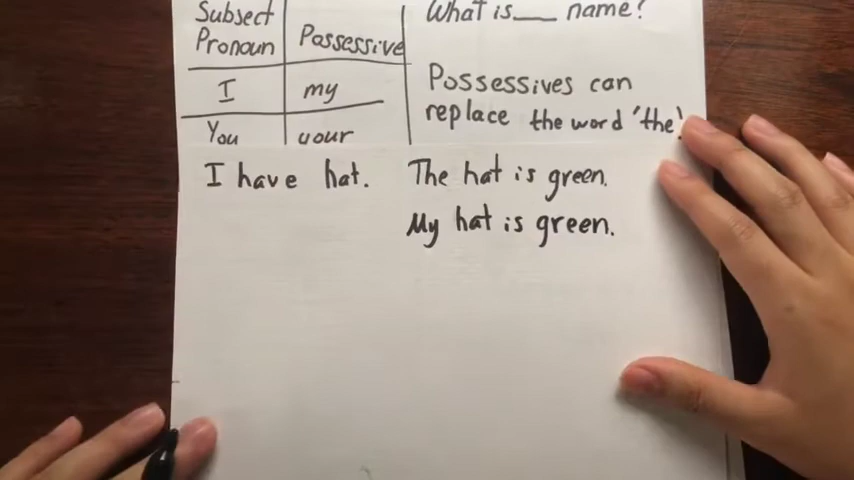 Subject
Pronoun
Possessive
I
my
You
your
What is___ name?
Possessives can
replace the word 'the'.
I have hat.
The hat is green.
My hat is green.